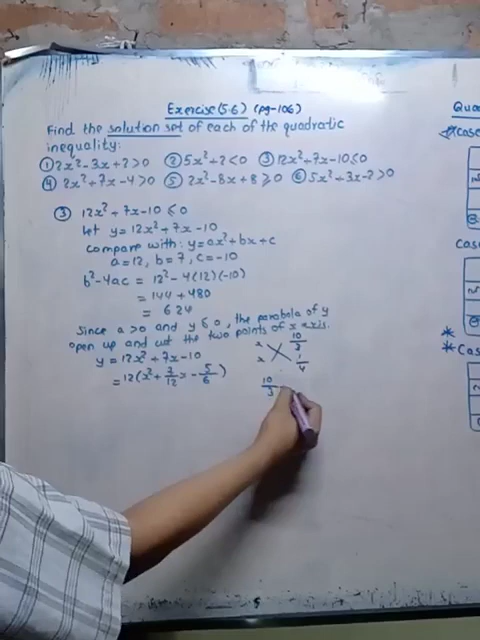 Exercise (5.6) (pg-106)
Find the solution set of each of the quadratic
inequality:
① 2x²-3x+2>0 ② 5x²+2<0 ③ 12x²+7x-10≤0
④ 2x²+7x-4>0 ⑤ 2x²-8x+8≥0 ⑥ 5x²+3x-2>0
③ 12x²+7x-10≤0
let y=12x²+7x-10
compare with: y=ax²+bx+c
a=12, b=7, c=-10
b²-4ac = 12²-4(12)(-10)
= 144+480
= 624
Since a>0 and y≤0, the parabola of y
open up and cut the two points of x axis.
y=12x²+7x-10
=12(x²+7/12x-5/6)
x 10/3
x 1/4
10/3
Case
Case
* Case